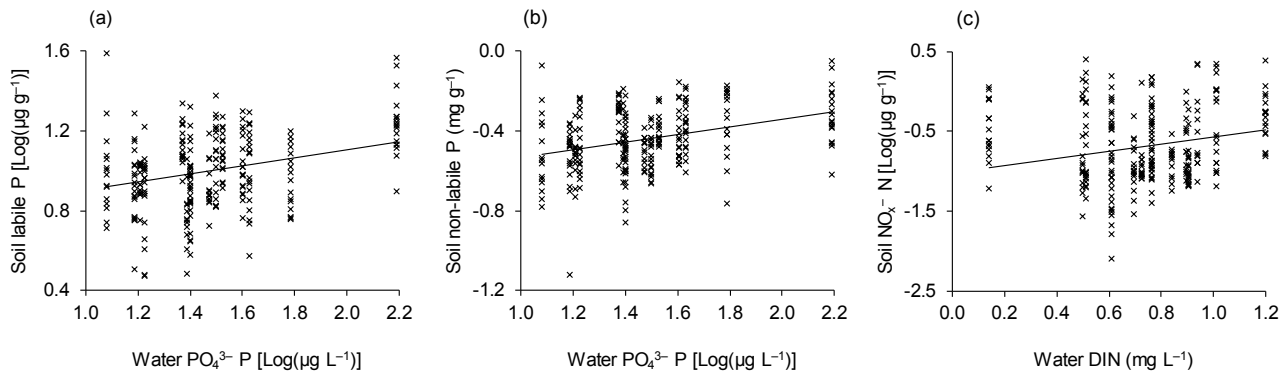 (a)
Soil labile P [Log(µg g⁻¹)]
1.6
1.2
0.8
0.4
1.0 1.2 1.4 1.6 1.8 2.0 2.2
Water PO₄³⁻ P [Log(µg L⁻¹)]
(b)
Soil non-labile P (mg g⁻¹)
0.0
-0.4
-0.8
-1.2
1.0 1.2 1.4 1.6 1.8 2.0 2.2
Water PO₄³⁻ P [Log(µg L⁻¹)]
(c)
Soil NOₓ⁻ N [Log(µg g⁻¹)]
0.5
-0.5
-1.5
-2.5
0.0 0.2 0.4 0.6 0.8 1.0 1.2
Water DIN (mg L⁻¹)